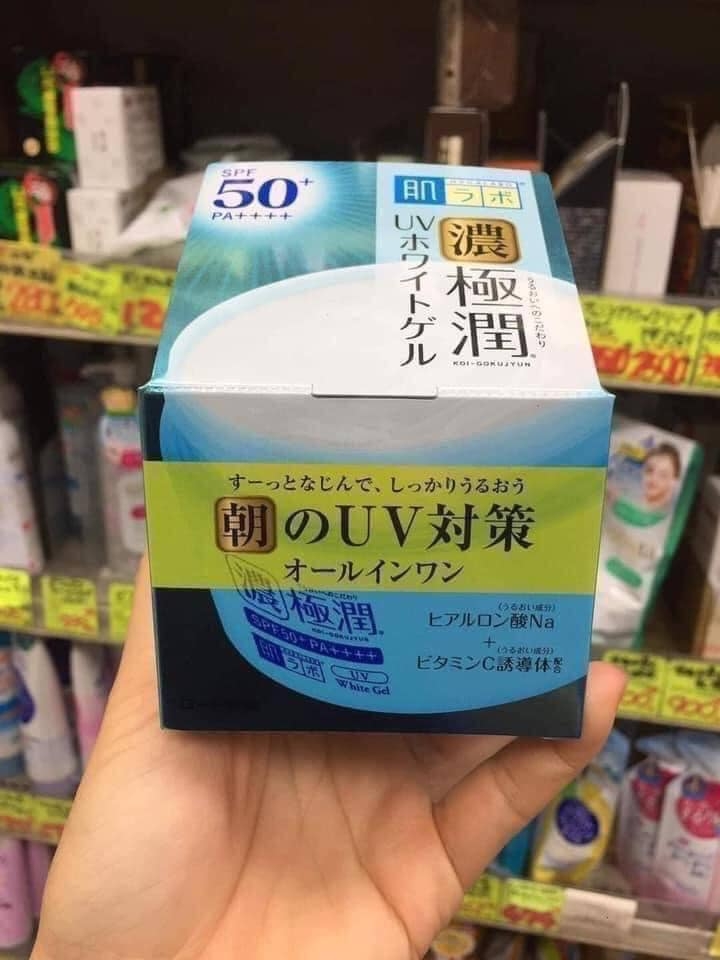 SPF
50+
PA++++
肌ラボ
HADALABO
UVホワイトゲル
濃極潤
うるおいへのこだわり
KOI-GOKUJYUN
すーっとなじんで、しっかりうるおう
朝のUV対策
オールインワン
濃極潤
KOI-GOKUJYUN
SPF50+ PA++++
肌ラボ
UV
White Gel
(うるおい成分)
ヒアルロン酸Na
+
(うるおい成分)
ビタミンC誘導体配合